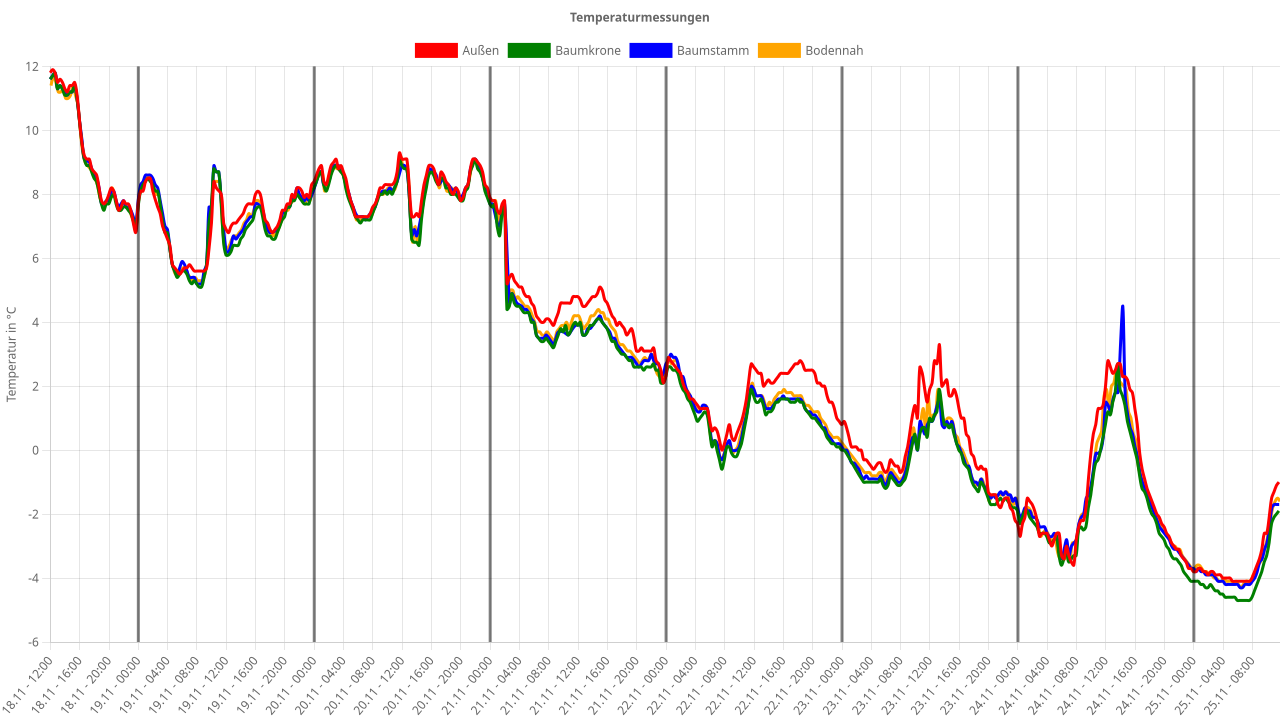 Temperaturmessungen
Außen Baumkrone Baumstamm Bodennah
Temperatur in °C
12
10
8
6
4
2
0
-2
-4
-6
18.11 - 12:00
18.11 - 16:00
18.11 - 20:00
19.11 - 00:00
19.11 - 04:00
19.11 - 08:00
19.11 - 12:00
19.11 - 16:00
19.11 - 20:00
20.11 - 00:00
20.11 - 04:00
20.11 - 08:00
20.11 - 12:00
20.11 - 16:00
20.11 - 20:00
21.11 - 00:00
21.11 - 04:00
21.11 - 08:00
21.11 - 12:00
21.11 - 16:00
21.11 - 20:00
22.11 - 00:00
22.11 - 04:00
22.11 - 08:00
22.11 - 12:00
22.11 - 16:00
22.11 - 20:00
23.11 - 00:00
23.11 - 04:00
23.11 - 08:00
23.11 - 12:00
23.11 - 16:00
23.11 - 20:00
24.11 - 00:00
24.11 - 04:00
24.11 - 08:00
24.11 - 12:00
24.11 - 16:00
24.11 - 20:00
25.11 - 00:00
25.11 - 04:00
25.11 - 08:00